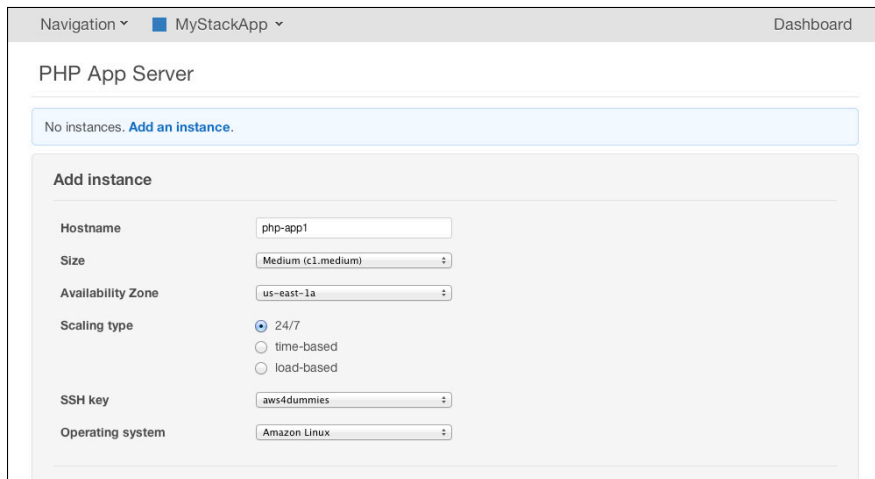 Navigation MyStackApp Dashboard
PHP App Server
No instances. Add an instance.
Add instance
Hostname php-app1
Size Medium (c1.medium)
Availability Zone us-east-1a
Scaling type 24/7
time-based
load-based
SSH key aws4dummies
Operating system Amazon Linux